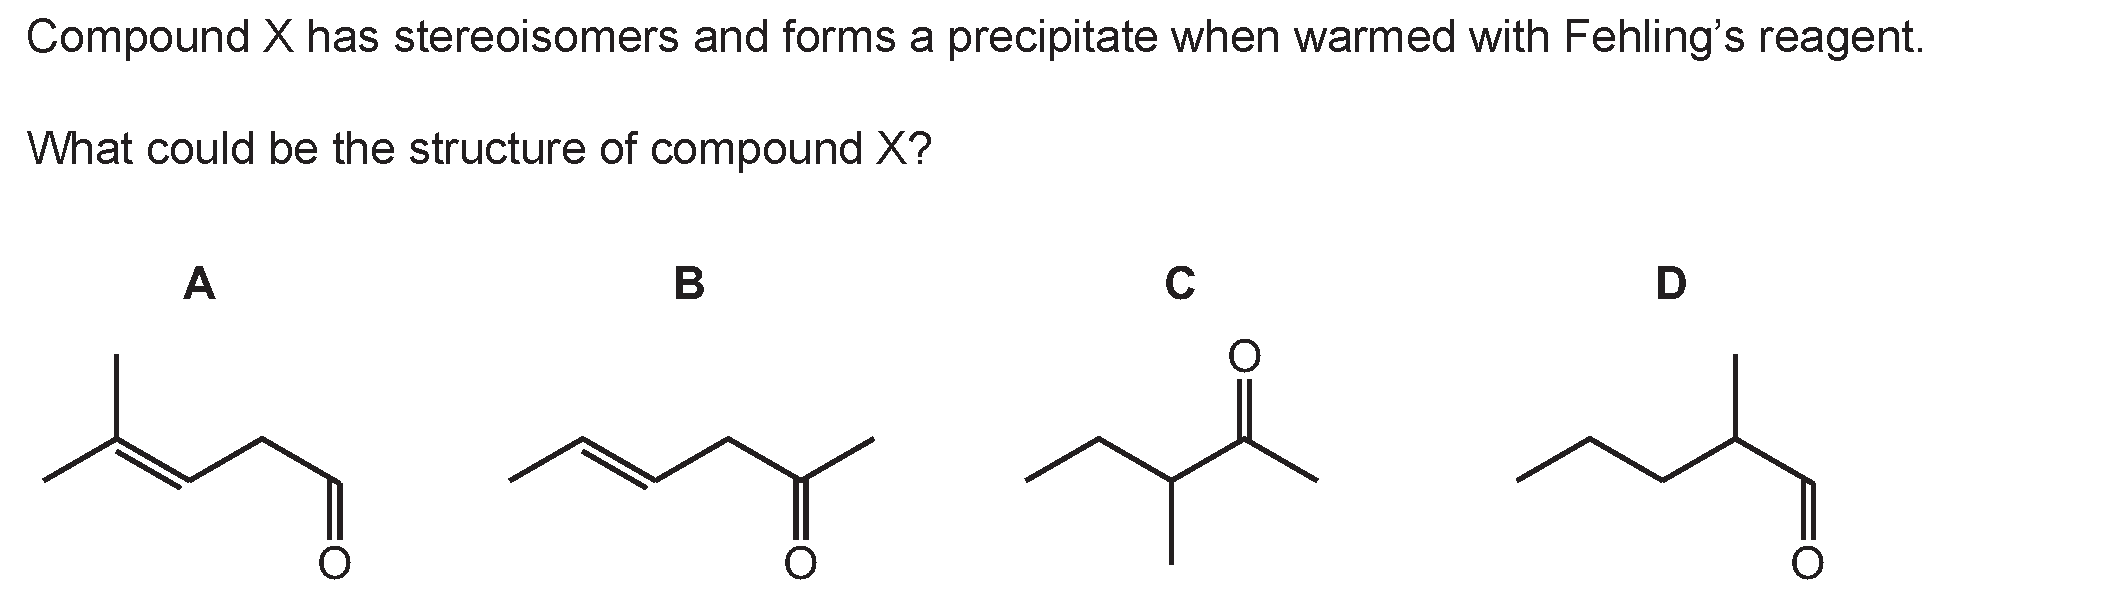 Compound X has stereoisomers and forms a precipitate when warmed with Fehling’s reagent.
What could be the structure of compound X?
A B C D
O
O O O